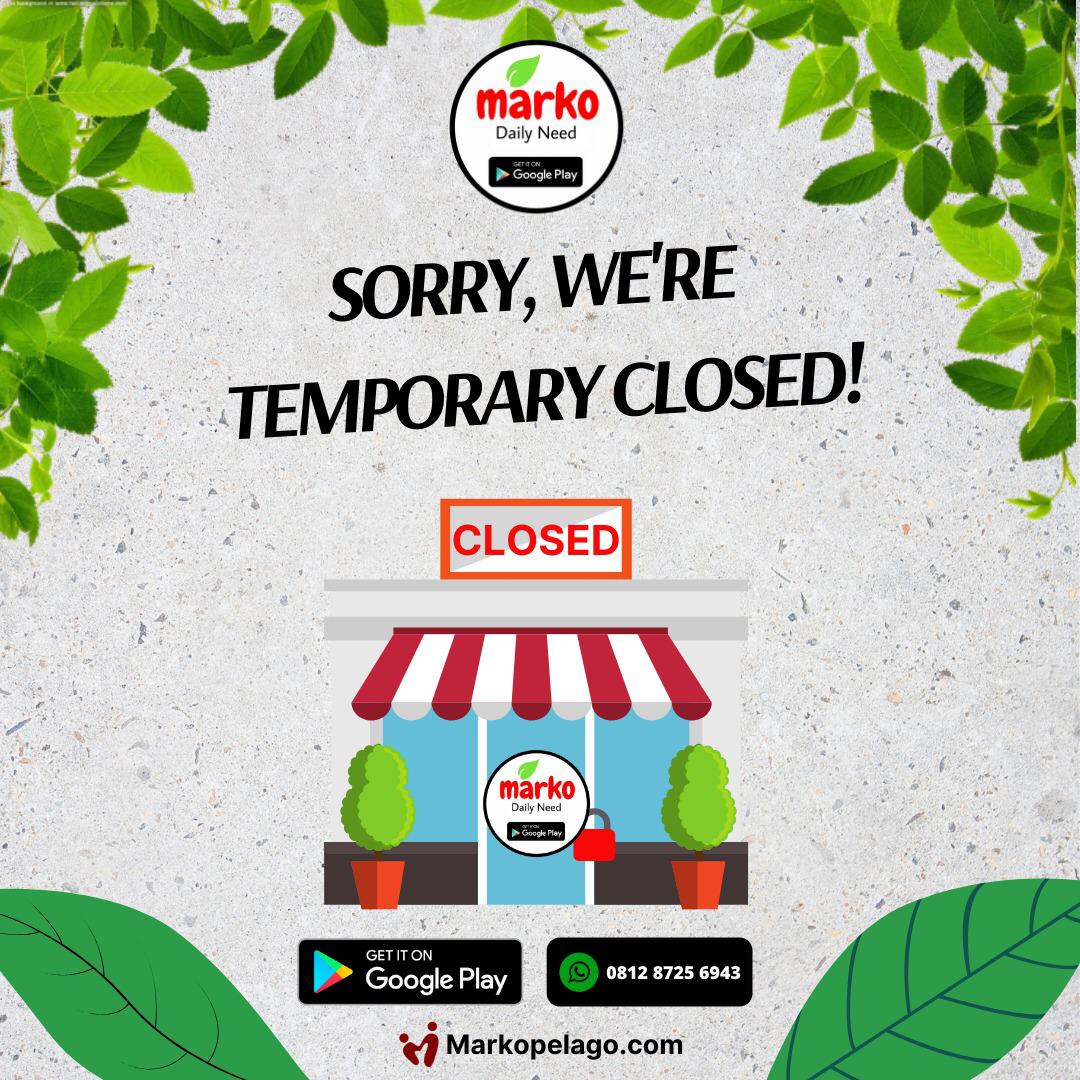 marko
Daily Need
GET IT ON
Google Play
SORRY, WE'RE
TEMPORARY CLOSED!
CLOSED
marko
Daily Need
GET IT ON
Google Play
GET IT ON
Google Play
0812 8725 6943
Markopelago.com